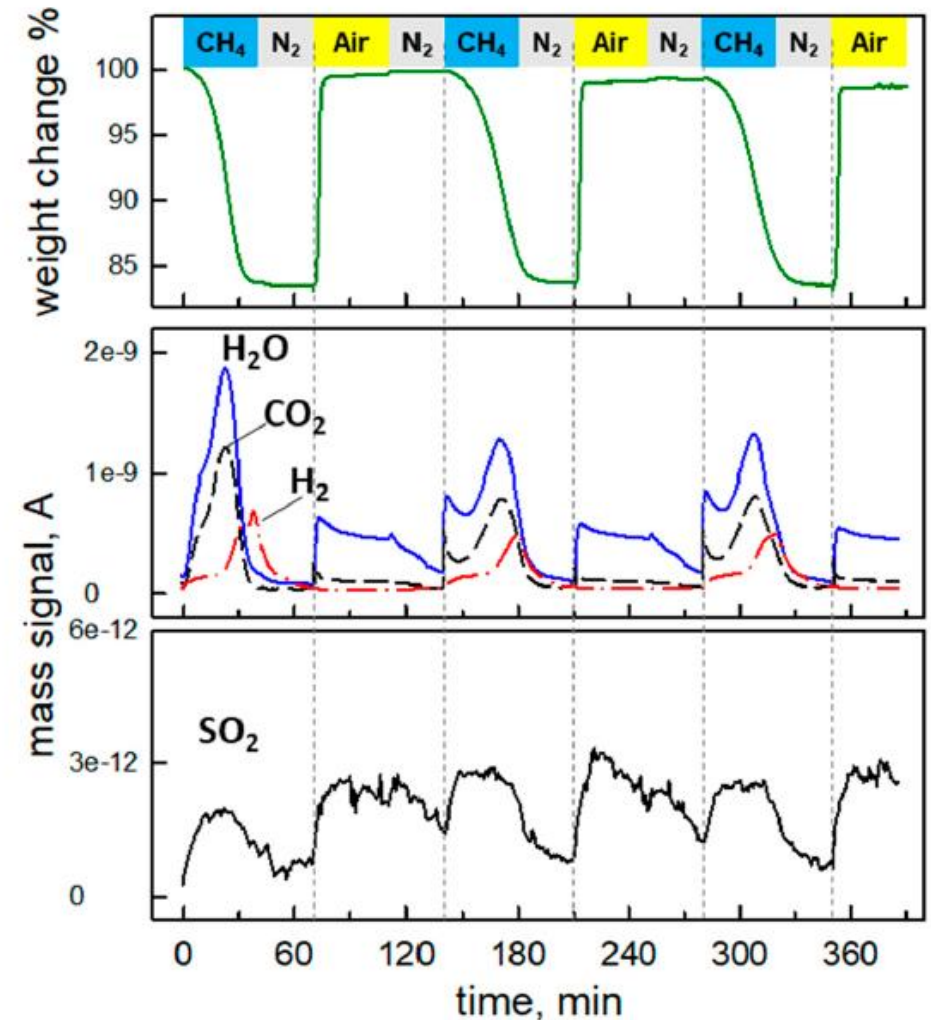 CH₄ N₂ Air N₂ CH₄ N₂ Air N₂ CH₄ N₂ Air
weight change %
100
95
90
85
mass signal, A
2e-9
1e-9
0
H₂O
CO₂
H₂
6e-12
3e-12
0
SO₂
0 60 120 180 240 300 360
time, min